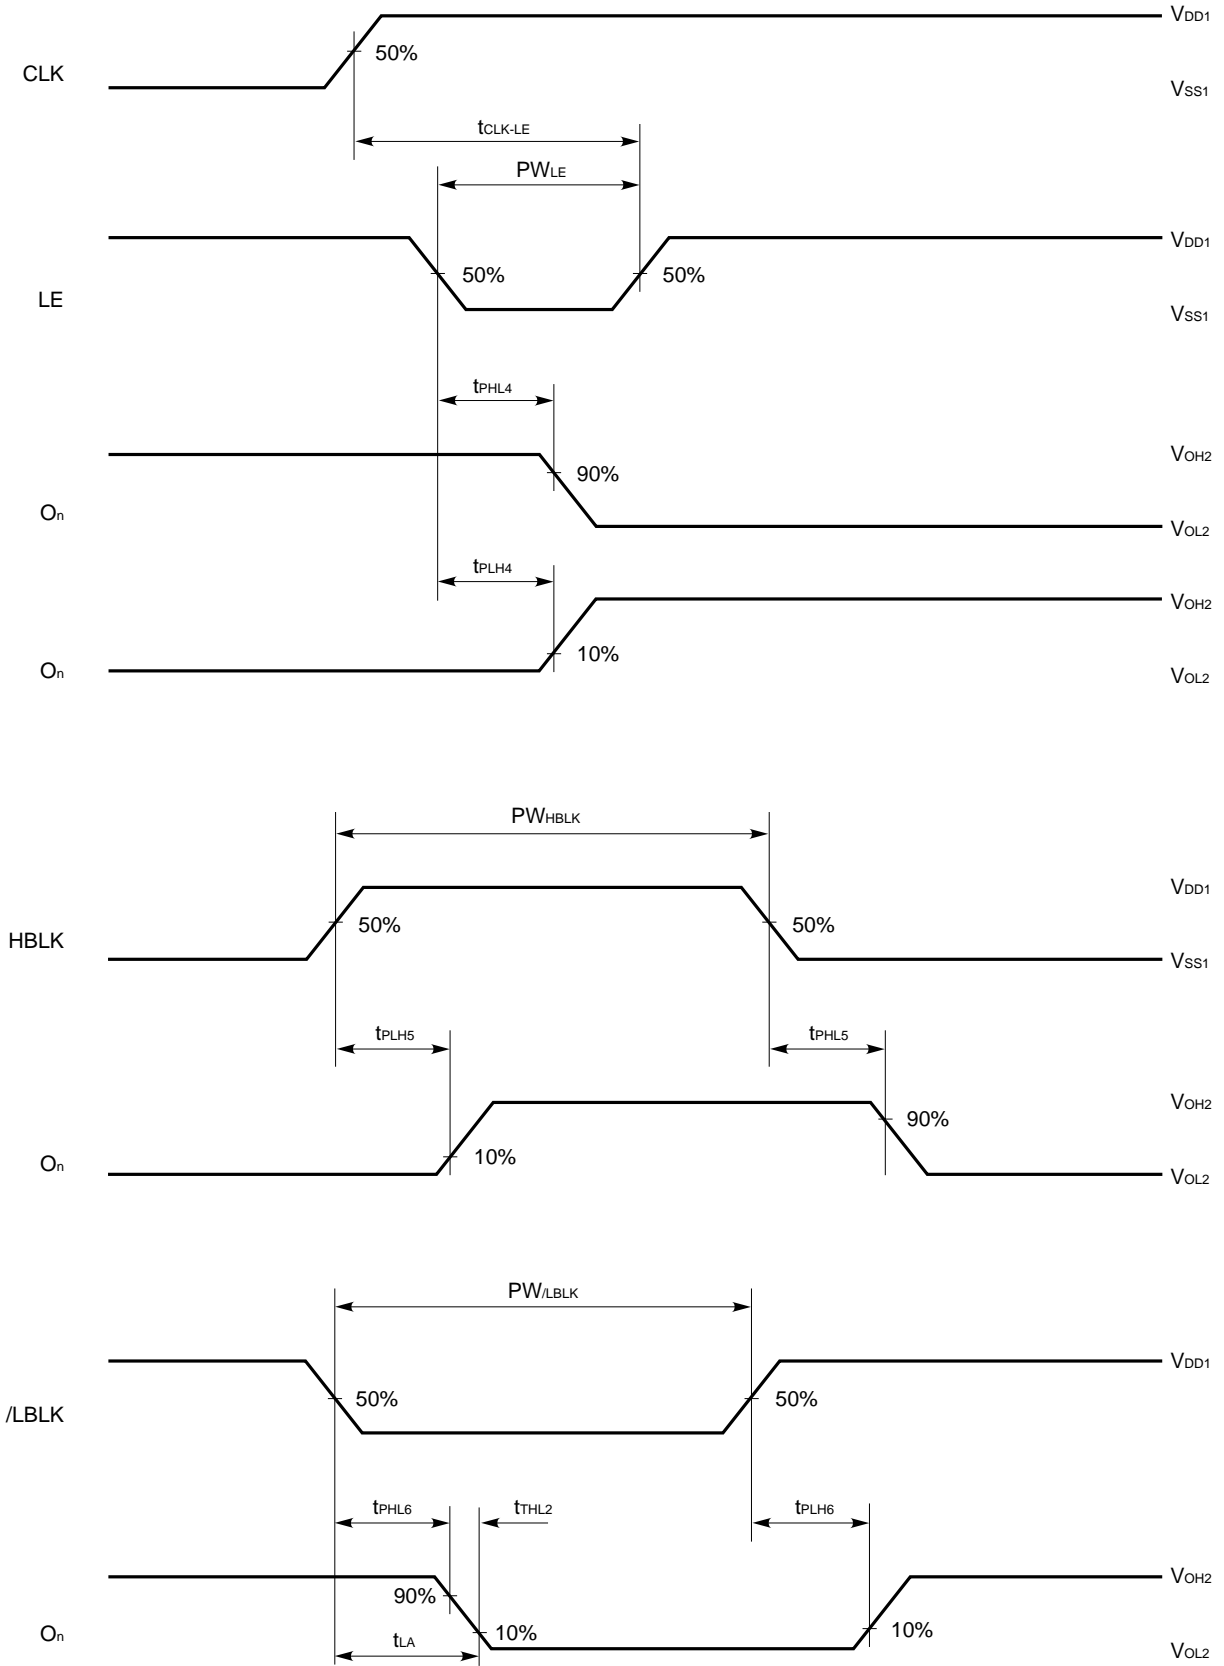 VDD1
50%
CLK
VSS1
tCLK-LE
PWLE
VDD1
50% 50%
LE
VSS1
tPHL4
VOH2
90%
On
VOL2
tPLH4
VOH2
10%
On
VOL2
PWHBLK
VDD1
50% 50%
HBLK
VSS1
tPLH5 tPHL5
VOH2
90%
10%
On
VOL2
PW/LBLK
VDD1
50% 50%
/LBLK
tPHL6 tTHL2 tPLH6
VOH2
90%
On 10% 10%
tLA VOL2